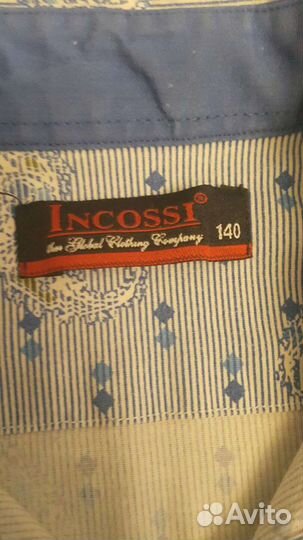 INCOSSI®
the Global Clothing Company
140
Avito